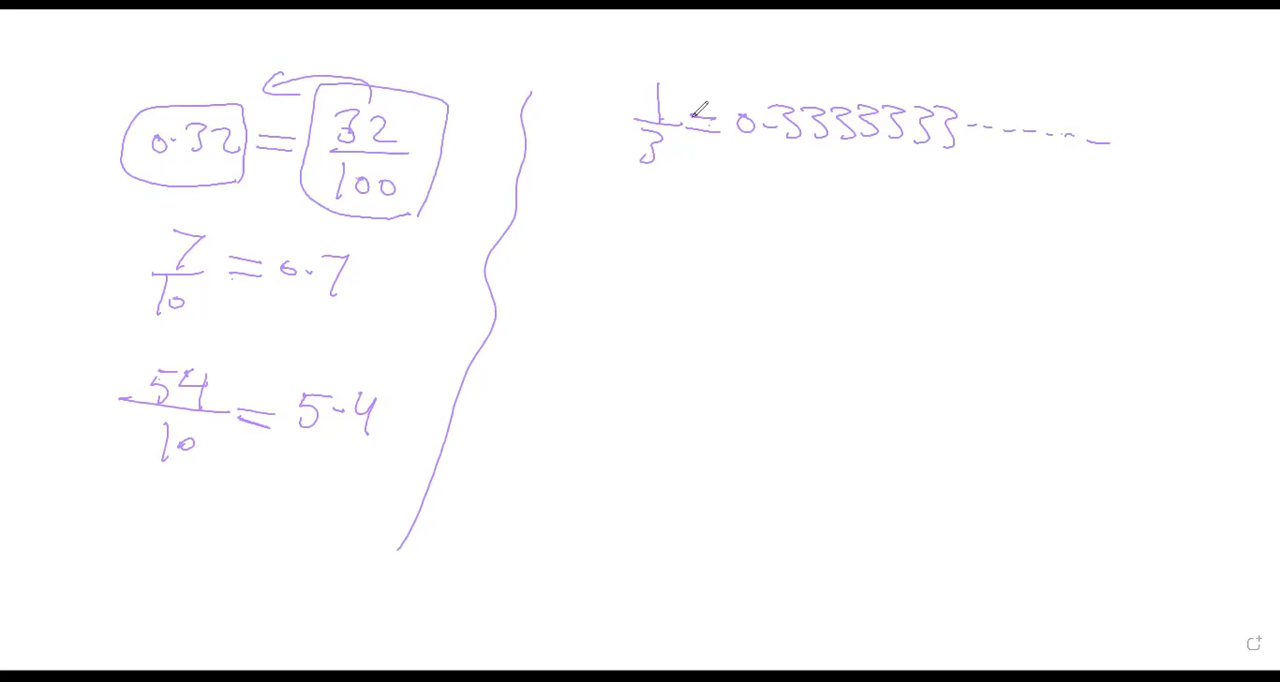 0.32 = 32/100
7/10 = 0.7
54/10 = 5.4
1/3 = 0.3333333-------